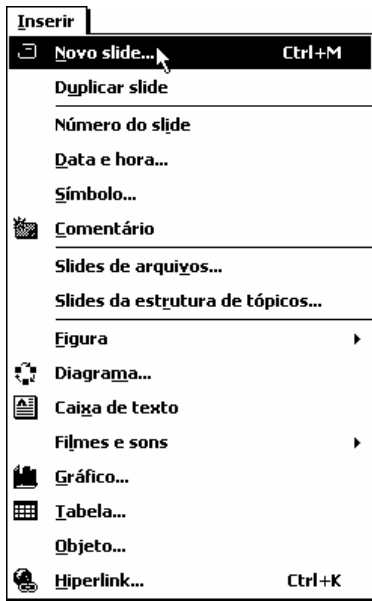 Inserir
Novo slide... Ctrl+M
Duplicar slide
Número do slide
Data e hora...
Símbolo...
Comentário
Slides de arquivos...
Slides da estrutura de tópicos...
Figura
Diagrama...
Caixa de texto
Filmes e sons
Gráfico...
Tabela...
Objeto...
Hiperlink... Ctrl+K